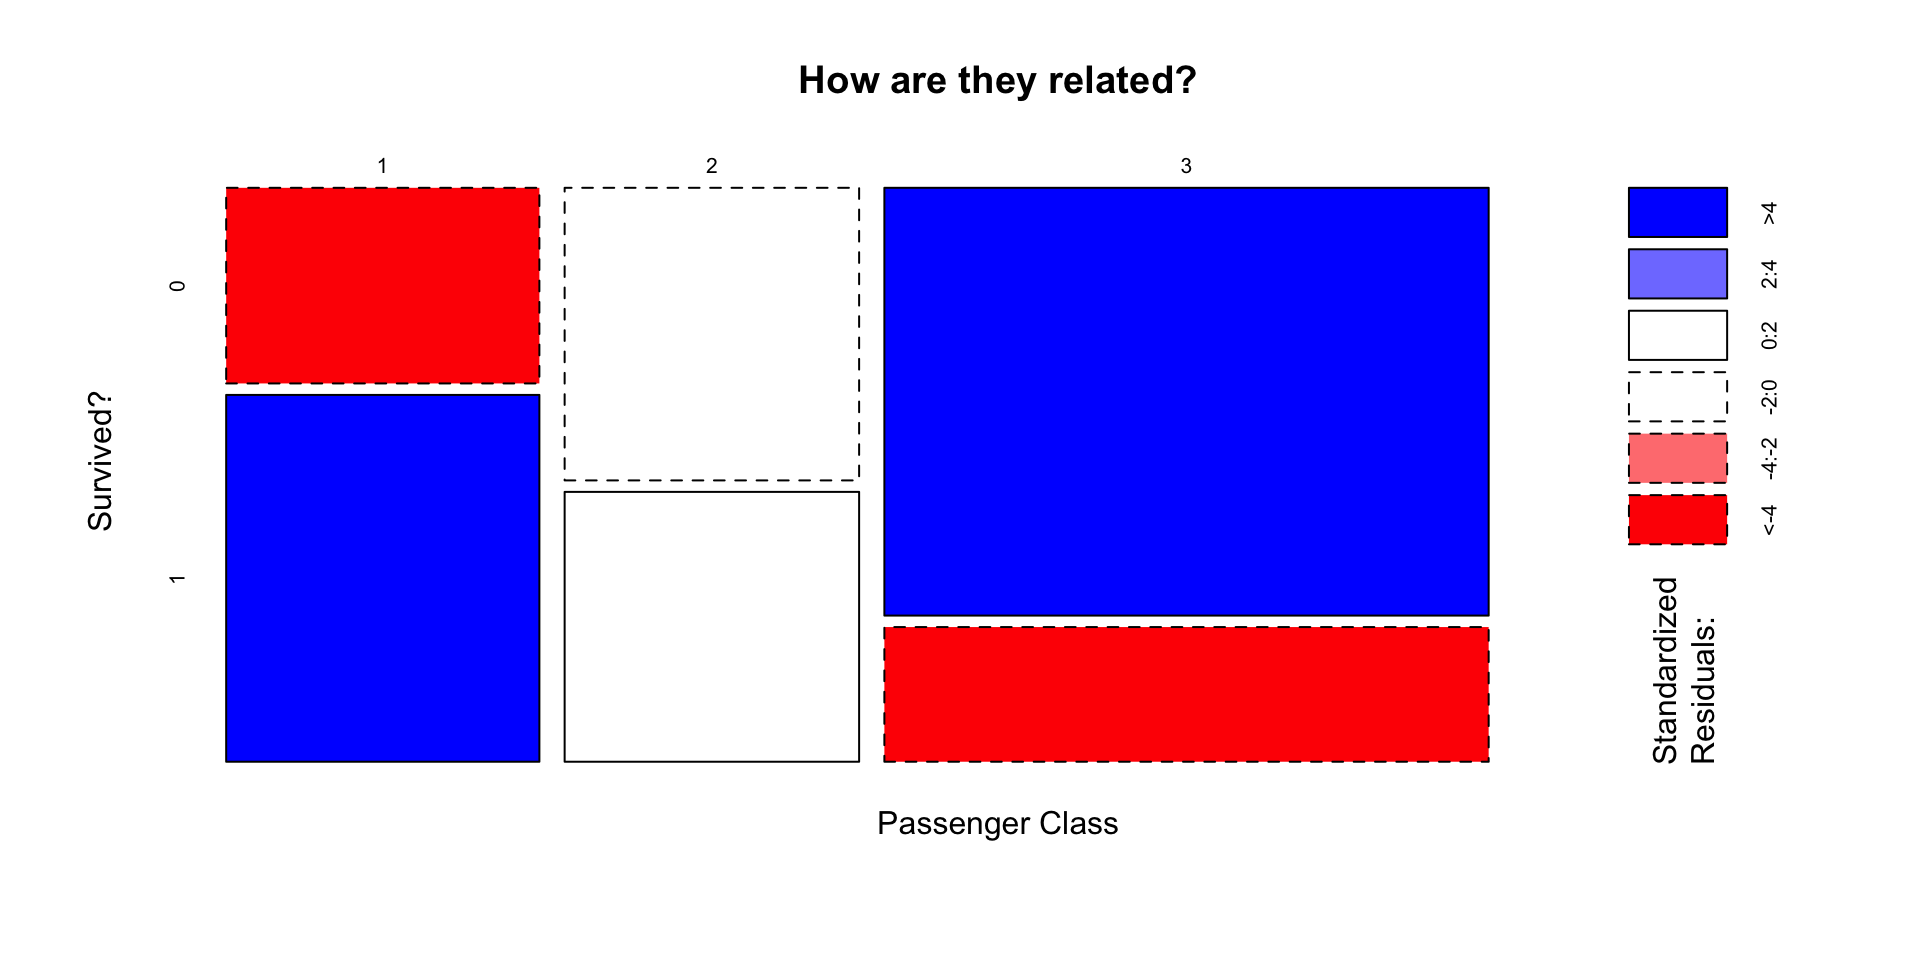 How are they related?
1
2
3
0
1
Survived?
Passenger Class
>4
2:4
0:2
-2:0
-4:-2
<-4
Standardized
Residuals: